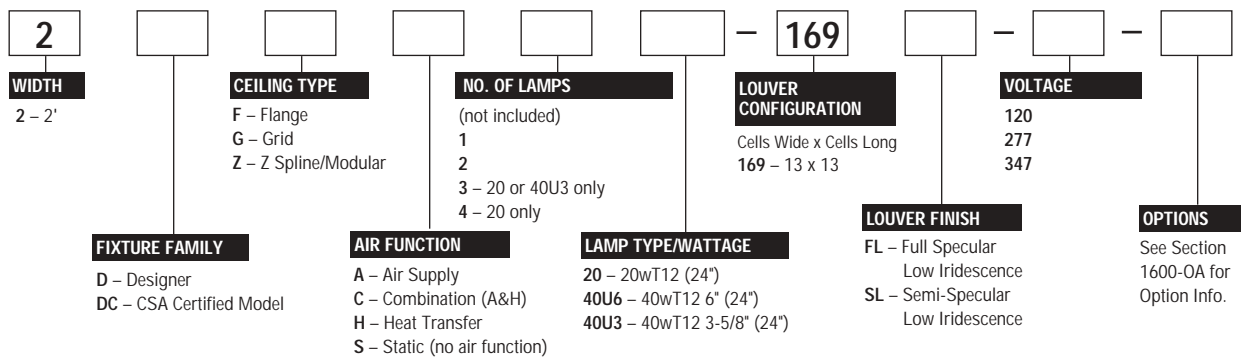 2 – 169 – –
WIDTH
2 – 2'
FIXTURE FAMILY
D – Designer
DC – CSA Certified Model
CEILING TYPE
F – Flange
G – Grid
Z – Z Spline/Modular
AIR FUNCTION
A – Air Supply
C – Combination (A&H)
H – Heat Transfer
S – Static (no air function)
NO. OF LAMPS
(not included)
1
2
3 – 20 or 40U3 only
4 – 20 only
LAMP TYPE/WATTAGE
20 – 20wT12 (24")
40U6 – 40wT12 6" (24")
40U3 – 40wT12 3-5/8" (24")
LOUVER
CONFIGURATION
Cells Wide x Cells Long
169 – 13 x 13
LOUVER FINISH
FL – Full Specular
Low Iridescence
SL – Semi-Specular
Low Iridescence
VOLTAGE
120
277
347
OPTIONS
See Section
1600-OA for
Option Info.